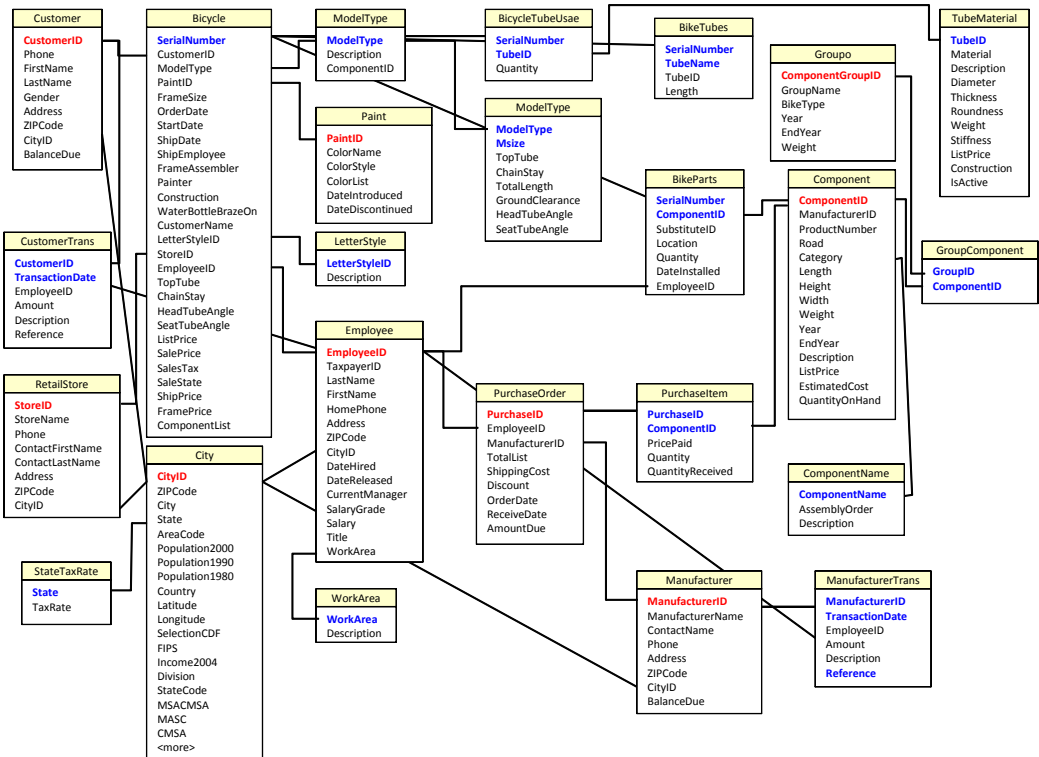 Customer
CustomerID
Phone
FirstName
LastName
Gender
Address
ZIPCode
CityID
BalanceDue
Bicycle
SerialNumber
CustomerID
ModelType
PaintID
FrameSize
OrderDate
StartDate
ShipDate
ShipEmployee
FrameAssembler
Painter
Construction
WaterBottleBrazeOn
CustomerName
LetterStyleID
StoreID
EmployeeID
TopTube
ChainStay
HeadTubeAngle
SeatTubeAngle
ListPrice
SalePrice
SalesTax
SaleState
ShipPrice
FramePrice
ComponentList
ModelType
ModelType
Description
ComponentID
BicycleTubeUsae
SerialNumber
TubeID
Quantity
BikeTubes
SerialNumber
TubeName
TubeID
Length
TubeMaterial
TubeID
Material
Description
Diameter
Thickness
Roundness
Weight
Stiffness
ListPrice
Construction
IsActive
Groupo
ComponentGroupID
GroupName
BikeType
Year
EndYear
Weight
Paint
PaintID
ColorName
ColorStyle
ColorList
DateIntroduced
DateDiscontinued
ModelType
ModelType
Msize
TopTube
ChainStay
TotalLength
GroundClearance
HeadTubeAngle
SeatTubeAngle
BikeParts
SerialNumber
ComponentID
SubstituteID
Location
Quantity
DateInstalled
EmployeeID
Component
ComponentID
ManufacturerID
ProductNumber
Road
Category
Length
Height
Width
Weight
Year
EndYear
Description
ListPrice
EstimatedCost
QuantityOnHand
GroupComponent
GroupID
ComponentID
CustomerTrans
CustomerID
TransactionDate
EmployeeID
Amount
Description
Reference
LetterStyle
LetterStyleID
Description
Employee
EmployeeID
TaxpayerID
LastName
FirstName
HomePhone
Address
ZIPCode
CityID
DateHired
DateReleased
CurrentManager
SalaryGrade
Salary
Title
WorkArea
RetailStore
StoreID
StoreName
Phone
ContactFirstName
ContactLastName
Address
ZIPCode
CityID
PurchaseOrder
PurchaseID
EmployeeID
ManufacturerID
TotalList
ShippingCost
Discount
OrderDate
ReceiveDate
AmountDue
PurchaseItem
PurchaseID
ComponentID
PricePaid
Quantity
QuantityReceived
ComponentName
ComponentName
AssemblyOrder
Description
City
CityID
ZIPCode
City
State
AreaCode
Population2000
Population1990
Population1980
Country
Latitude
Longitude
SelectionCDF
FIPS
Income2004
Division
StateCode
MSACMSA
MASC
CMSA
<more>
StateTaxRate
State
TaxRate
WorkArea
WorkArea
Description
Manufacturer
ManufacturerID
ManufacturerName
ContactName
Phone
Address
ZIPCode
CityID
BalanceDue
ManufacturerTrans
ManufacturerID
TransactionDate
EmployeeID
Amount
Description
Reference